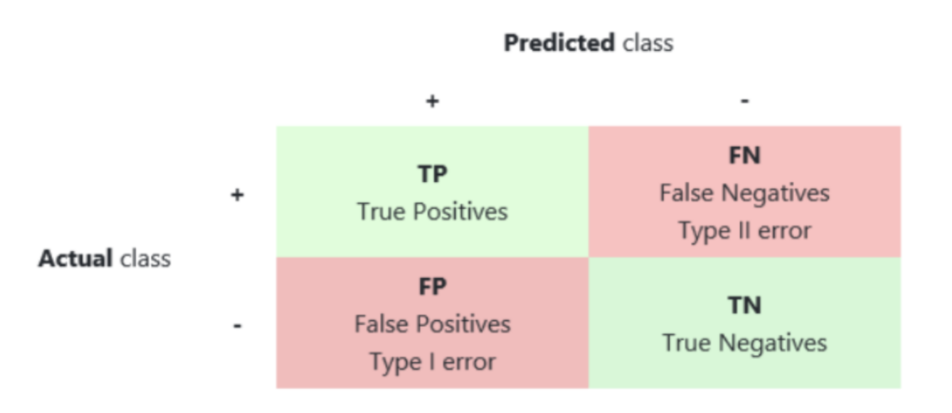 Predicted class
+ -
+
TP
True Positives
FN
False Negatives
Type II error
Actual class
-
FP
False Positives
Type I error
TN
True Negatives